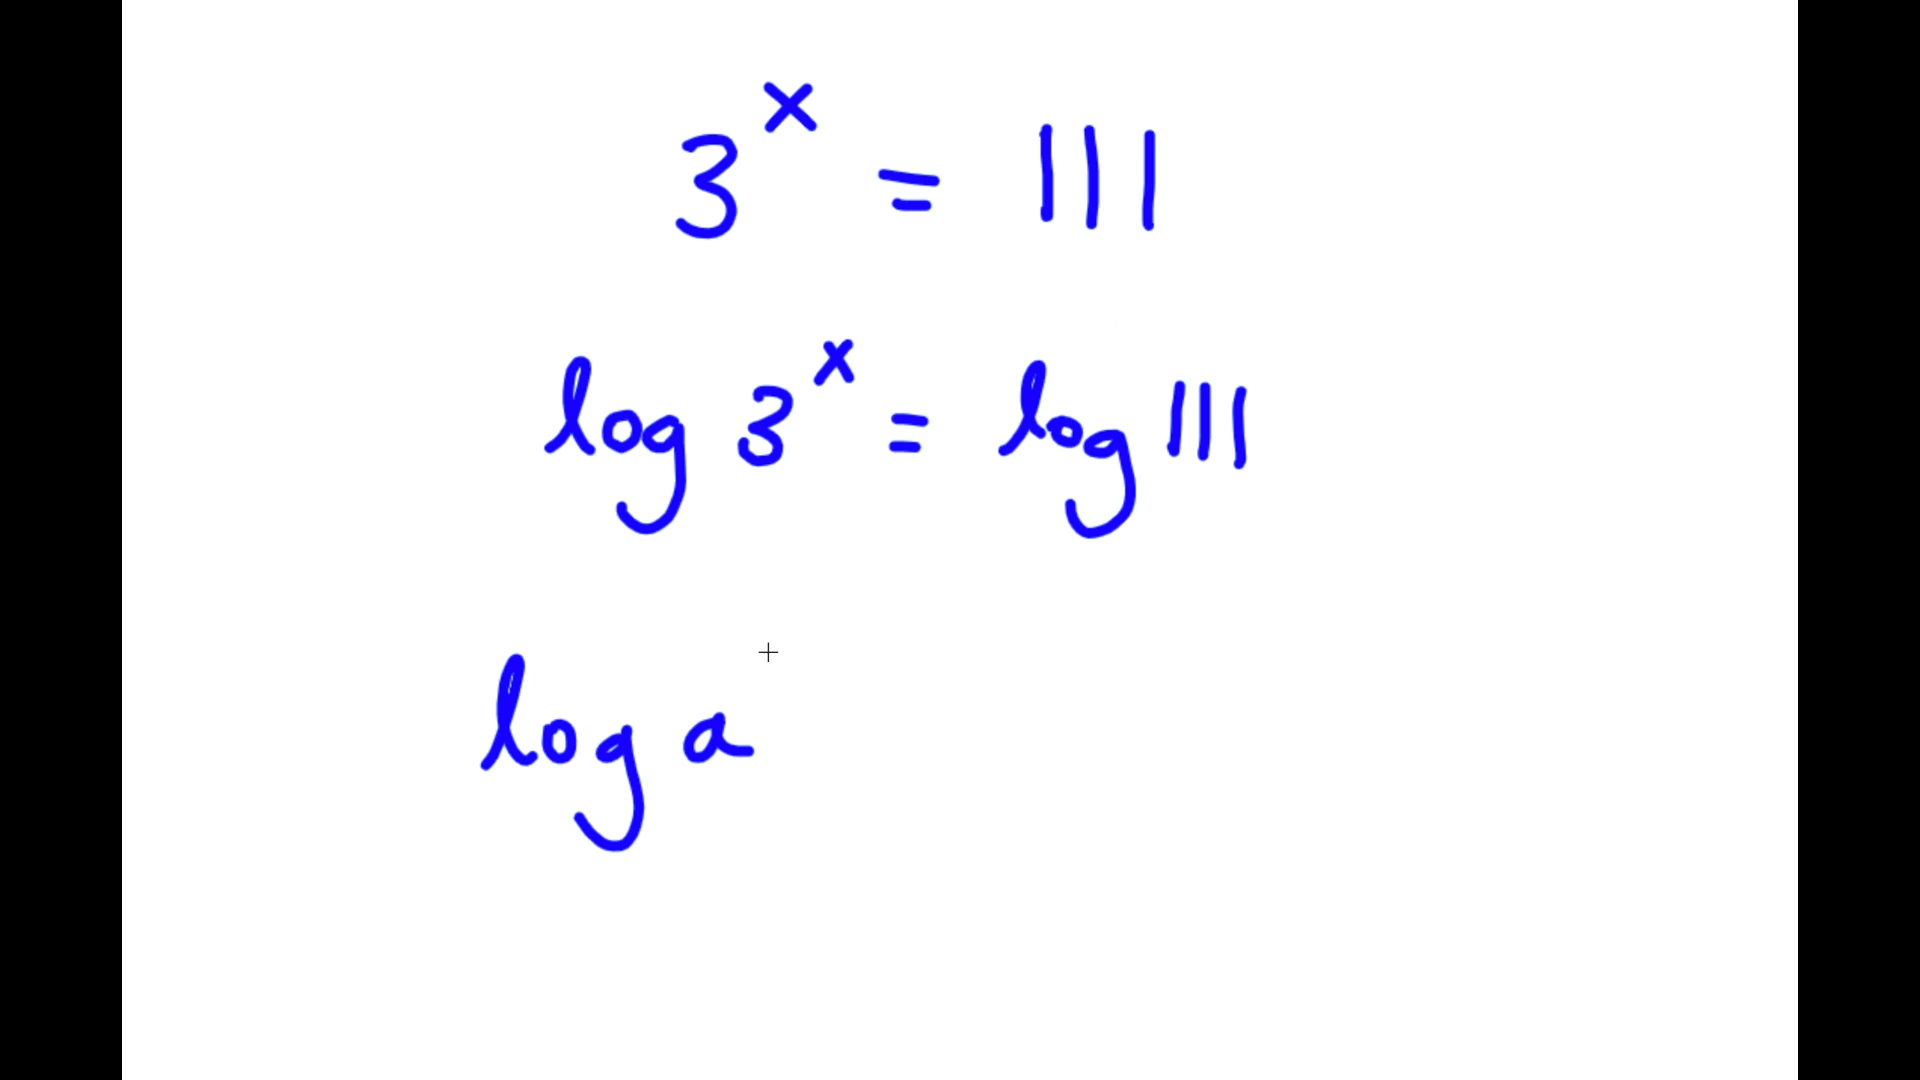 3^x = 111
log 3^x = log 111
log a